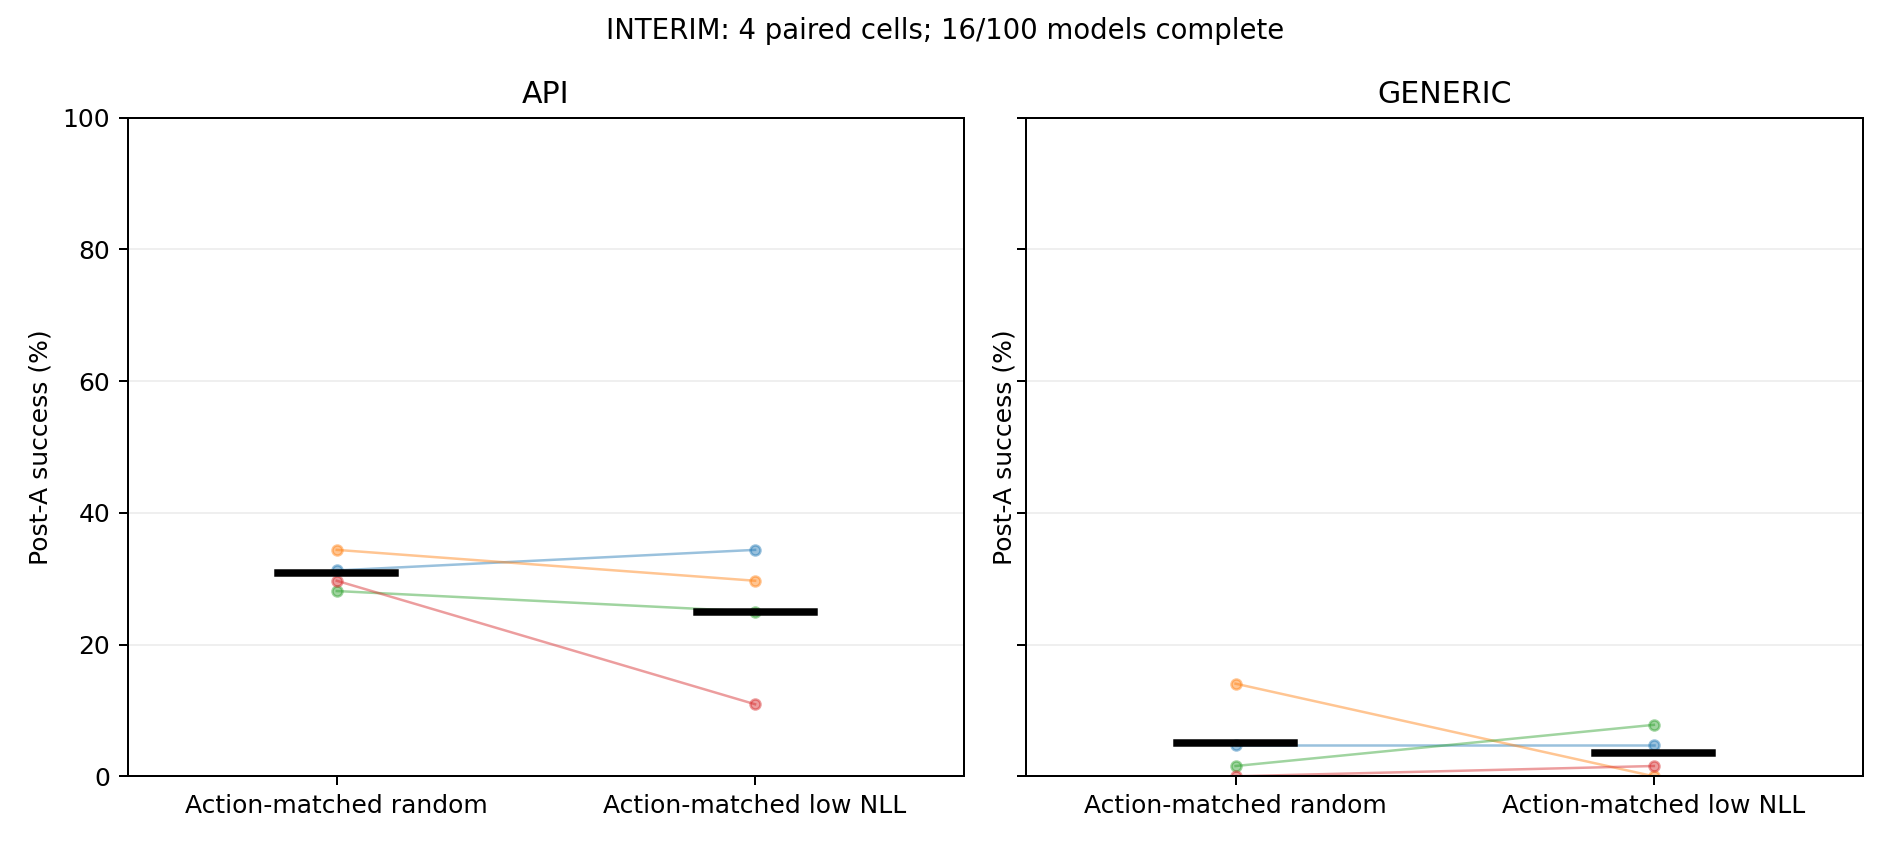 INTERIM: 4 paired cells; 16/100 models complete
API
GENERIC
Post-A success (%)
100
80
60
40
20
0
Action-matched random
Action-matched low NLL
Post-A success (%)
Action-matched random
Action-matched low NLL